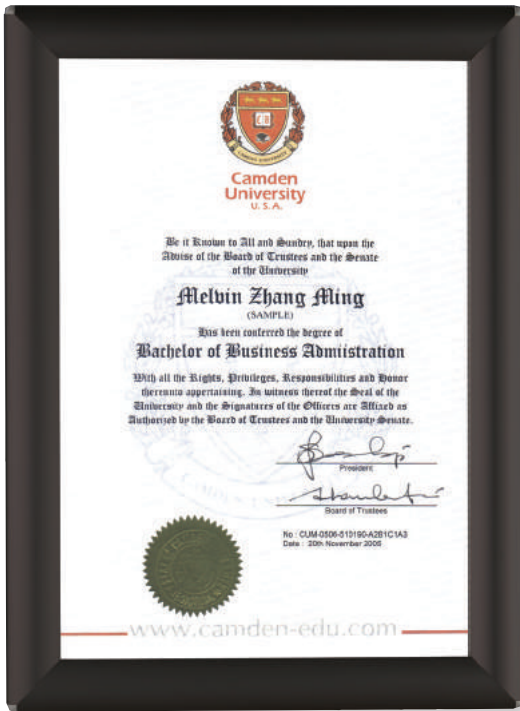 CAMDEN UNIVERSITY
Camden
University
U.S.A.
Be it Known to All and Sundry, that upon the
Advise of the Board of Trustees and the Senate
of the University
Melvin Zhang Ming
(SAMPLE)
Has been conferred the degree of
Bachelor of Business Admiistration
With all the Rights, Privileges, Responsibilities and Honor
thereunto appertaining. In witness thereof the Seal of the
University and the Signatures of the Officers are Affixed as
Authorized by the Board of Trustees and the University Senate.
President
Board of Trustees
No : CUM-0506-510190-A2B1C1A3
Date : 20th November 2005
www.camden-edu.com